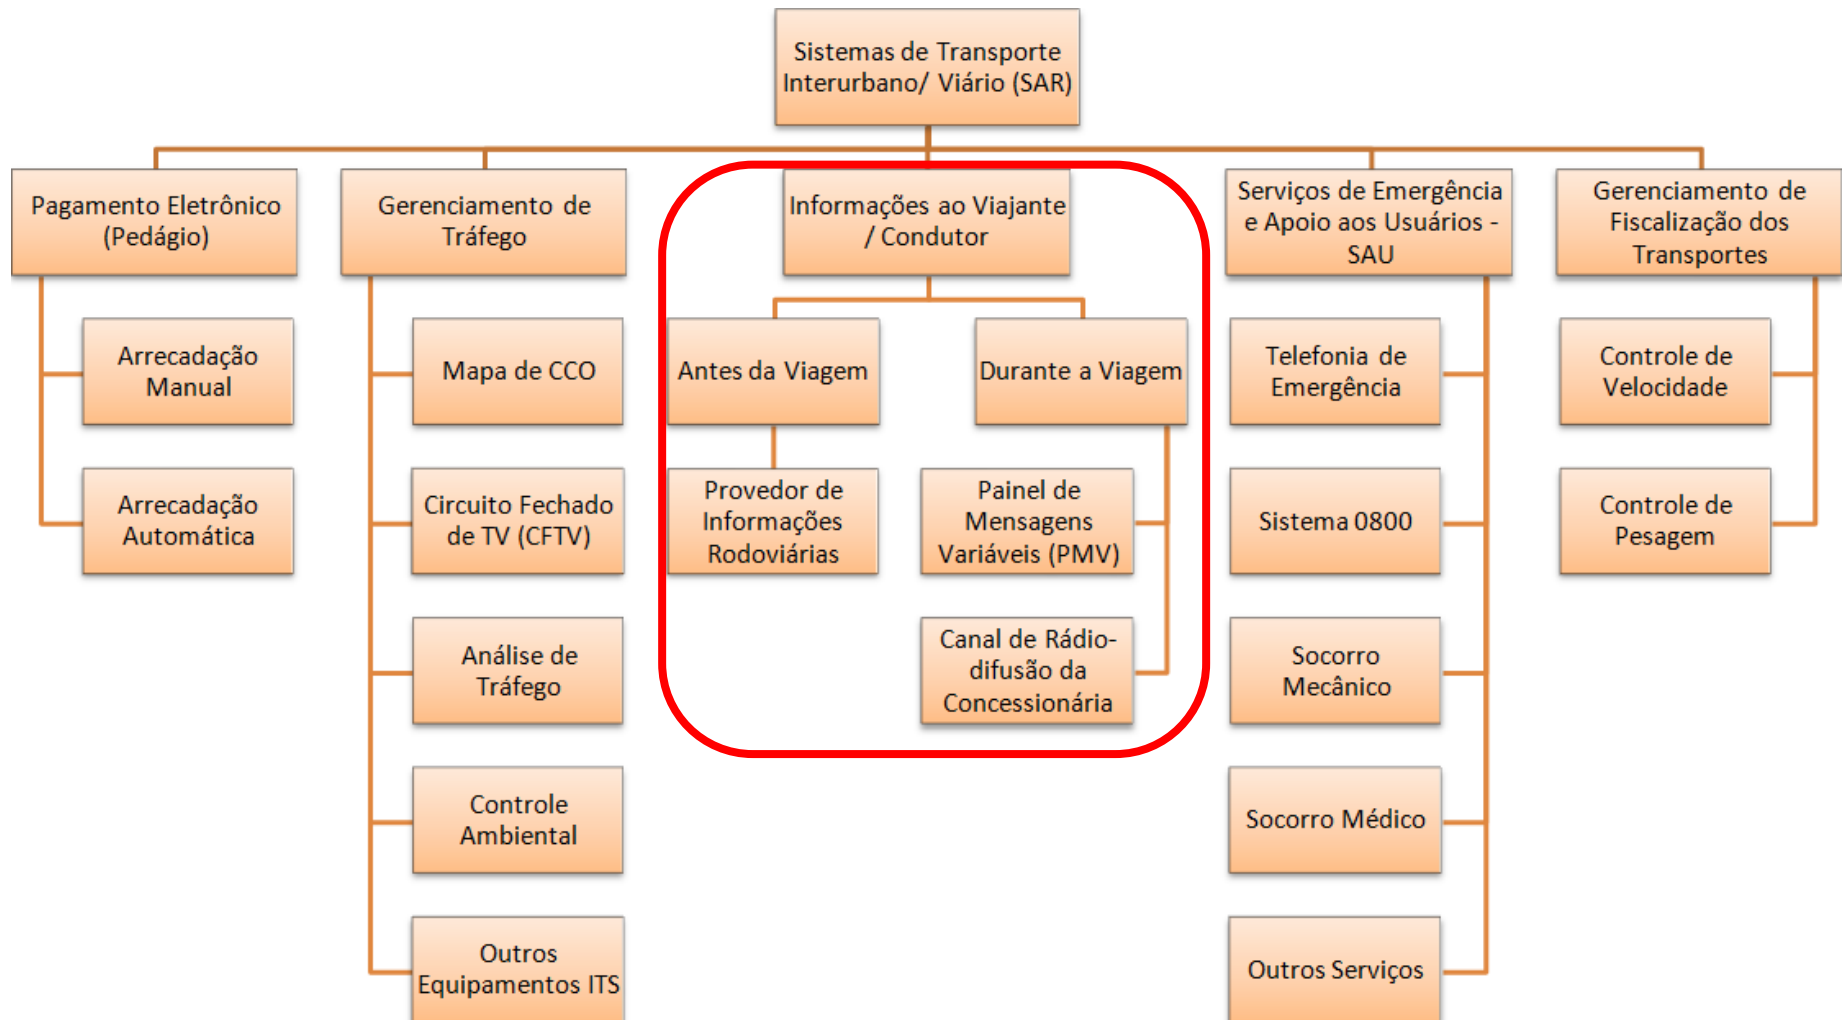 Sistemas de Transporte
Interurbano/ Viário (SAR)
Pagamento Eletrônico
(Pedágio)
Arrecadação
Manual
Arrecadação
Automática
Gerenciamento de
Tráfego
Mapa de CCO
Circuito Fechado
de TV (CFTV)
Análise de
Tráfego
Controle
Ambiental
Outros
Equipamentos ITS
Informações ao Viajante
/ Condutor
Antes da Viagem
Provedor de
Informações
Rodoviárias
Durante a Viagem
Painel de
Mensagens
Variáveis (PMV)
Canal de Rádio-
difusão da
Concessionária
Serviços de Emergência
e Apoio aos Usuários -
SAU
Telefonia de
Emergência
Sistema 0800
Socorro
Mecânico
Socorro Médico
Outros Serviços
Gerenciamento de
Fiscalização dos
Transportes
Controle de
Velocidade
Controle de
Pesagem